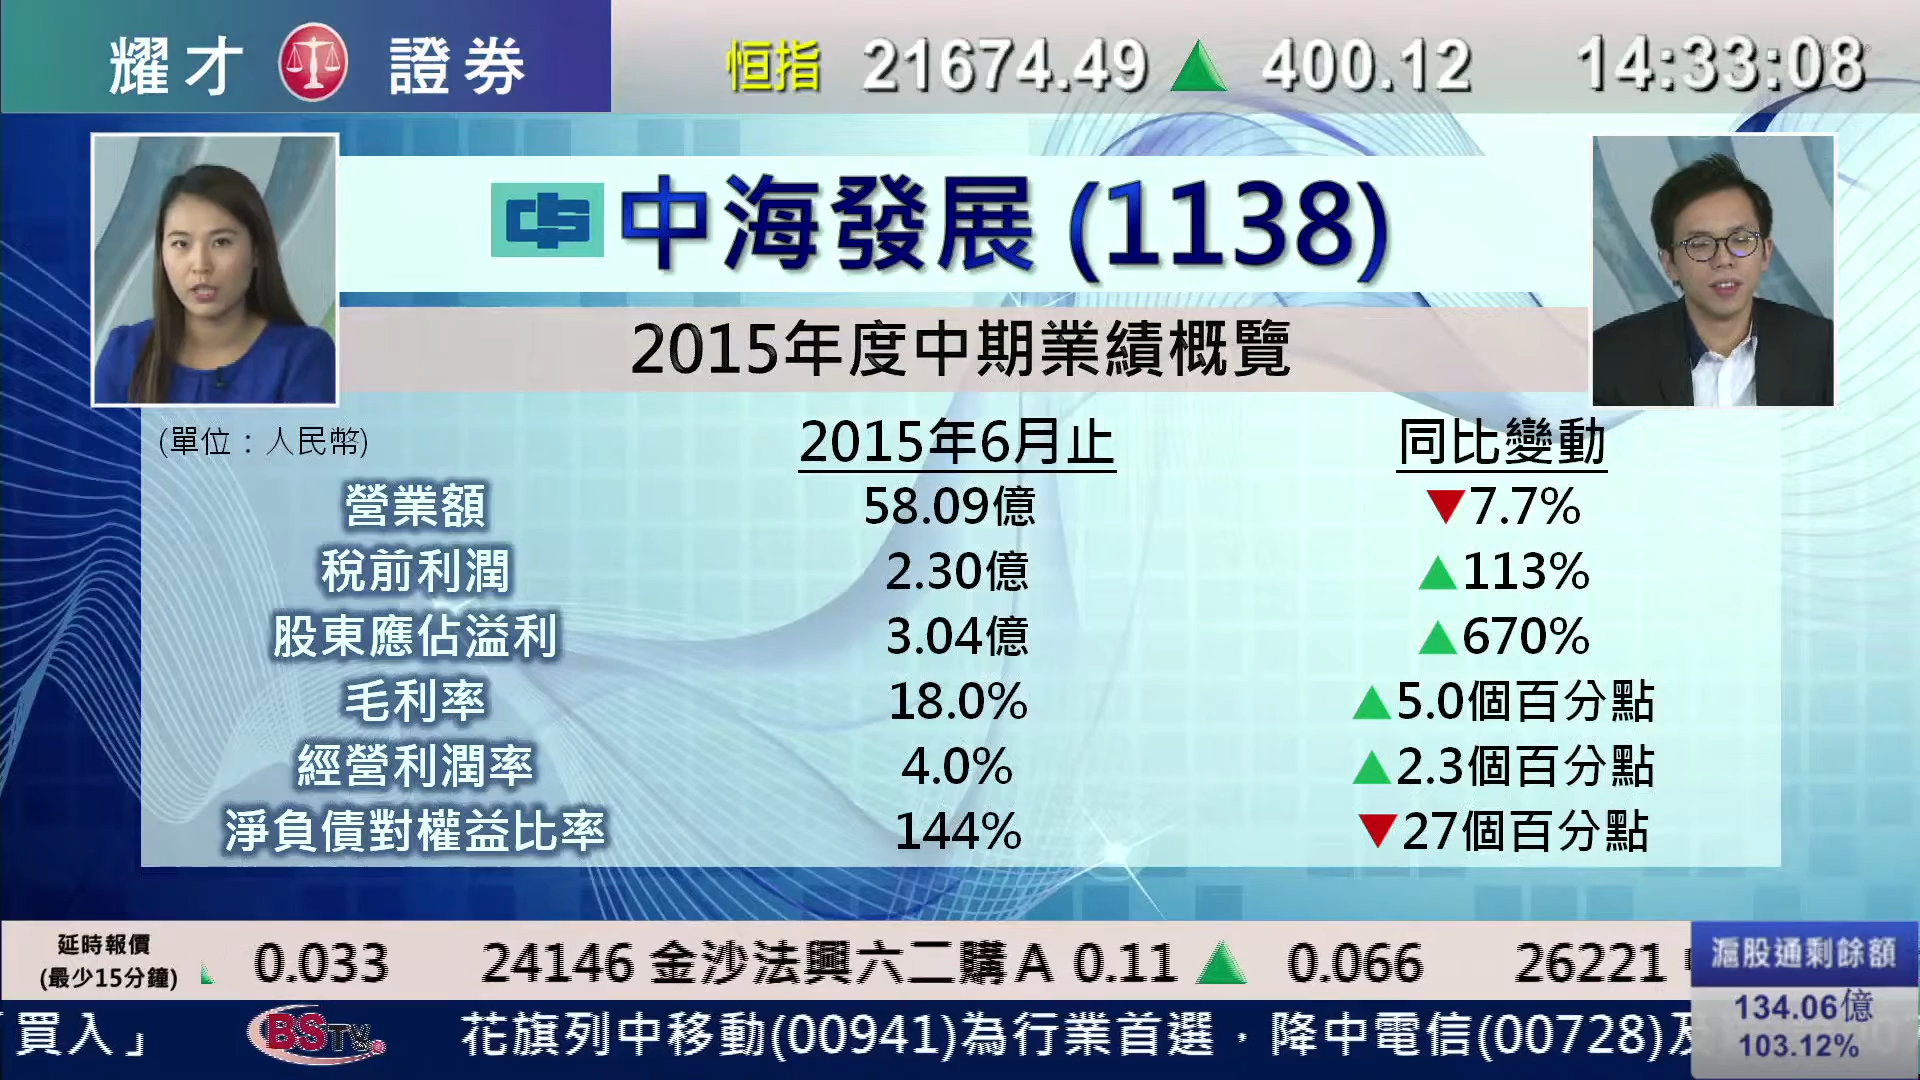 耀才 證券
恒指 21674.49 ▲ 400.12 14:33:08
中海發展 (1138)
2015年度中期業績概覽
(單位：人民幣) 2015年6月止 同比變動
營業額 58.09億 ▼7.7%
稅前利潤 2.30億 ▲113%
股東應佔溢利 3.04億 ▲670%
毛利率 18.0% ▲5.0個百分點
經營利潤率 4.0% ▲2.3個百分點
淨負債對權益比率 144% ▼27個百分點
延時報價
(最少15分鐘)
▲ 0.033 24146 金沙法興六二購A 0.11 ▲ 0.066 26221
滬股通剩餘額
134.06億
103.12%
「買入」 BSTV 花旗列中移動(00941)為行業首選，降中電信(00728)及